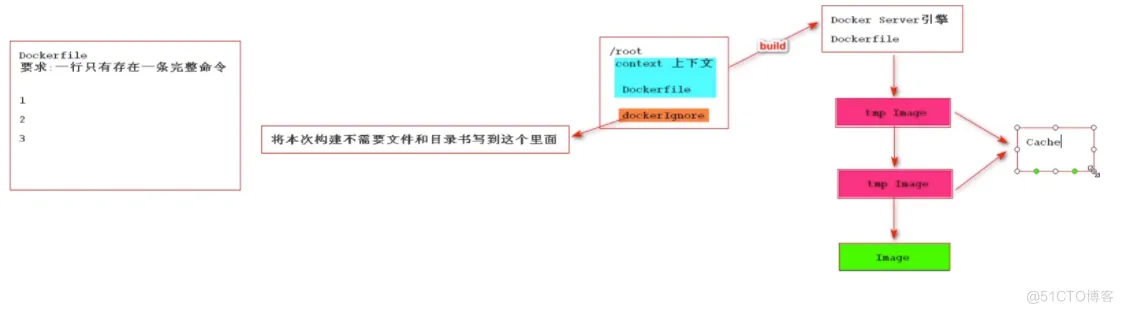 Dockerfile
要求:一行只有存在一条完整命令
1
2
3
将本次构建不需要文件和目录书写到这个里面
/root
context 上下文
Dockerfile
dockerIgnore
build
Docker Server引擎
Dockerfile
tmp Image
tmp Image
Image
Cache
@51CTO博客